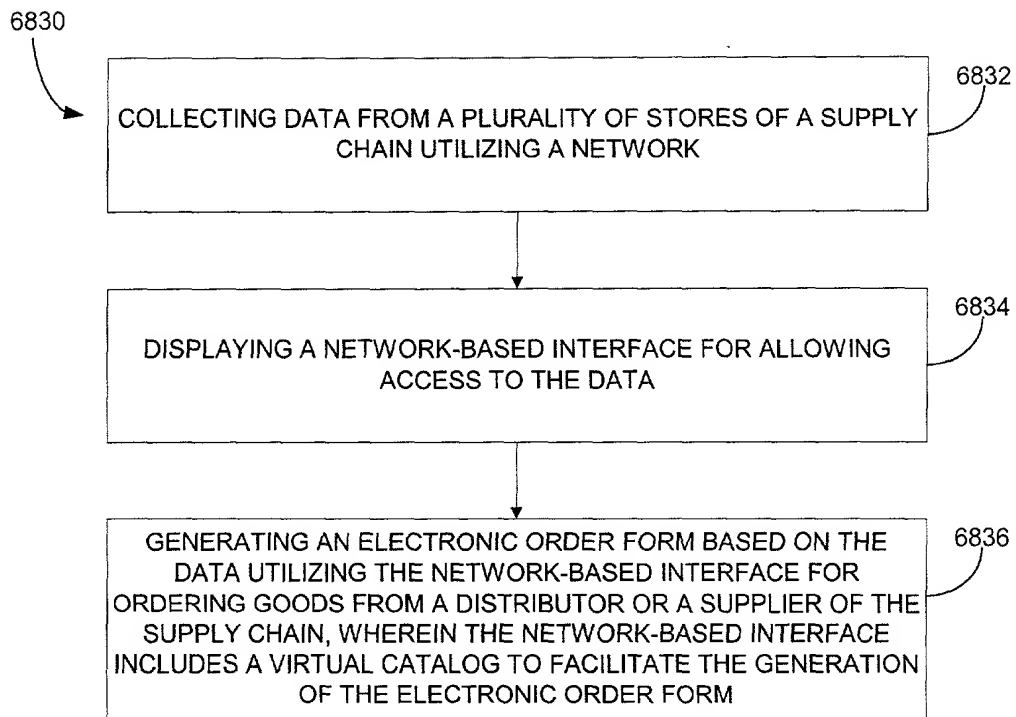 6830
6832
COLLECTING DATA FROM A PLURALITY OF STORES OF A SUPPLY
CHAIN UTILIZING A NETWORK
6834
DISPLAYING A NETWORK-BASED INTERFACE FOR ALLOWING
ACCESS TO THE DATA
6836
GENERATING AN ELECTRONIC ORDER FORM BASED ON THE
DATA UTILIZING THE NETWORK-BASED INTERFACE FOR
ORDERING GOODS FROM A DISTRIBUTOR OR A SUPPLIER OF THE
SUPPLY CHAIN, WHEREIN THE NETWORK-BASED INTERFACE
INCLUDES A VIRTUAL CATALOG TO FACILITATE THE GENERATION
OF THE ELECTRONIC ORDER FORM